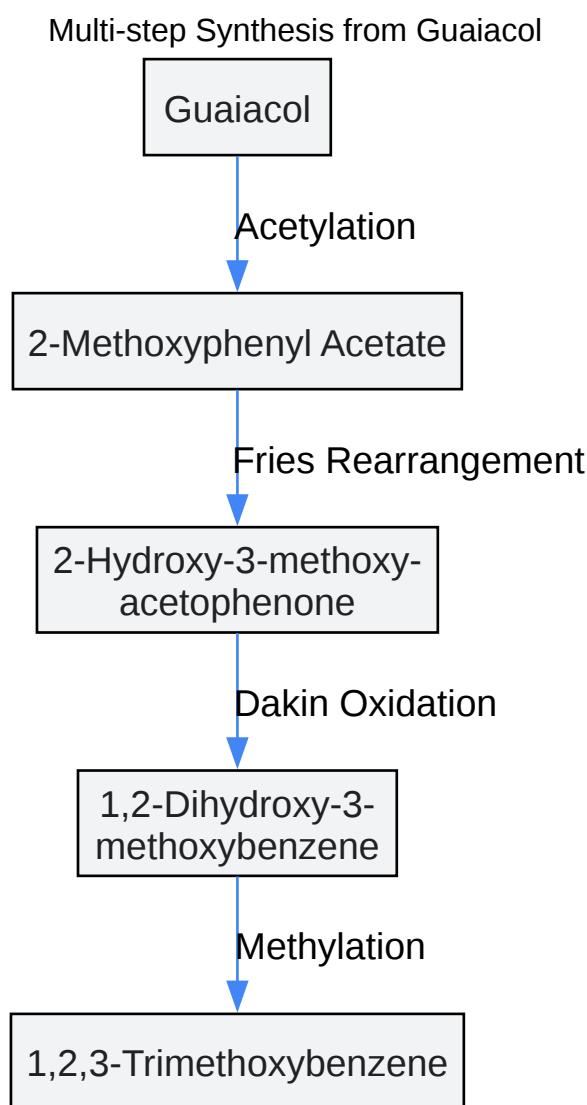 Multi-step Synthesis from Guaiacol
Guaiacol
Acetylation
2-Methoxyphenyl Acetate
Fries Rearrangement
2-Hydroxy-3-methoxy-
acetophenone
Dakin Oxidation
1,2-Dihydroxy-3-
methoxybenzene
Methylation
1,2,3-Trimethoxybenzene